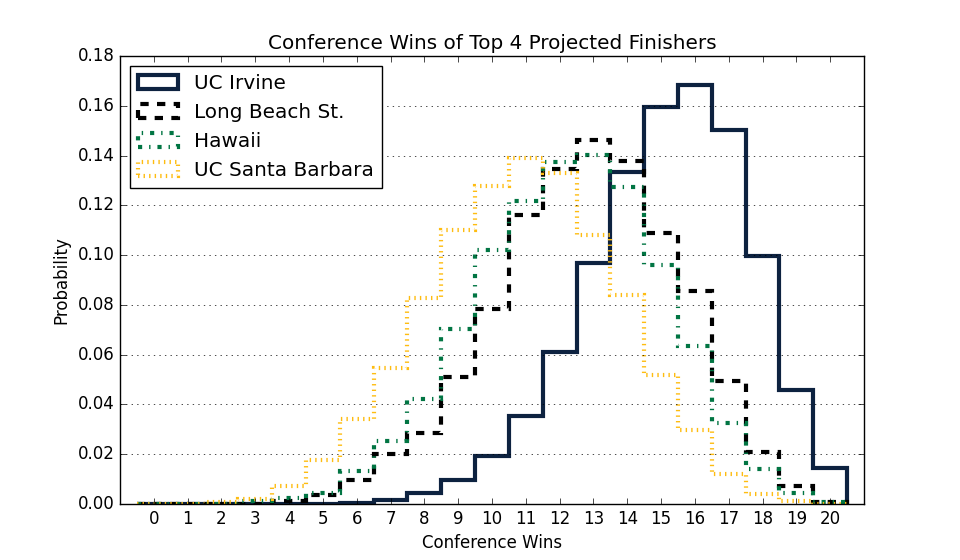 Conference Wins of Top 4 Projected Finishers
UC Irvine
Long Beach St.
Hawaii
UC Santa Barbara
0.18
0.16
0.14
0.12
0.10
0.08
0.06
0.04
0.02
0.00
Probability
0 1 2 3 4 5 6 7 8 9 10 11 12 13 14 15 16 17 18 19 20
Conference Wins